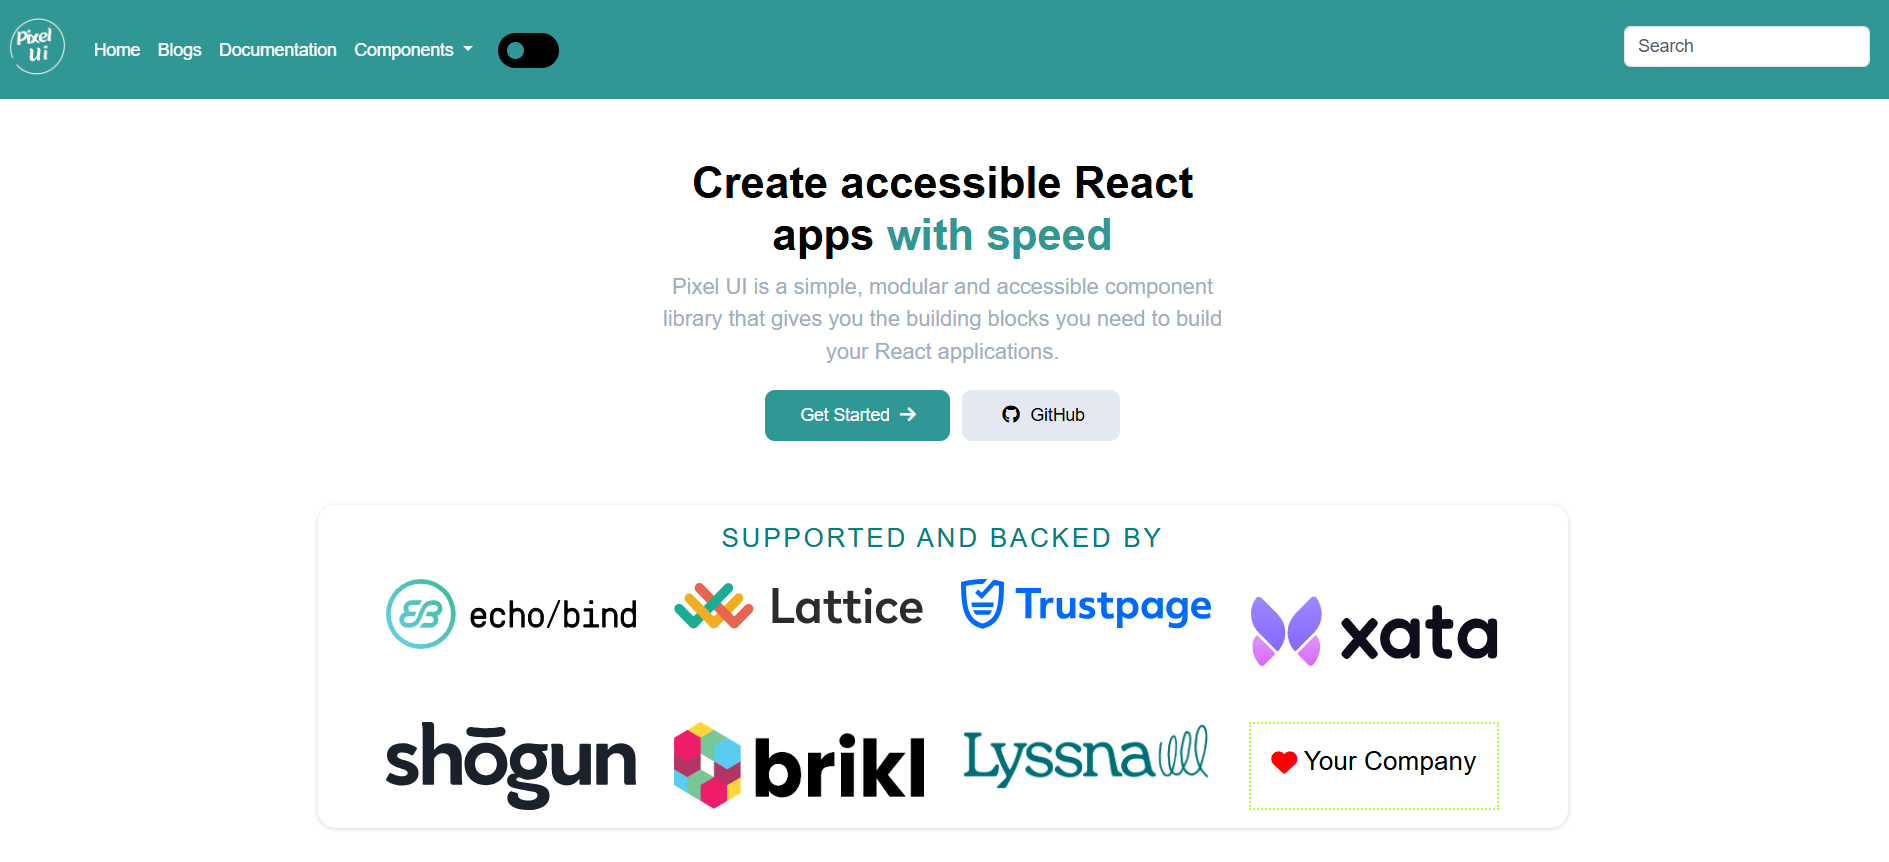 Pixel
Ui
Home Blogs Documentation Components
Search
Create accessible React
apps with speed
Pixel UI is a simple, modular and accessible component
library that gives you the building blocks you need to build
your React applications.
Get Started
GitHub
SUPPORTED AND BACKED BY
echo/bind
Lattice
Trustpage
xata
shōgun
brikl
Lyssna
Your Company